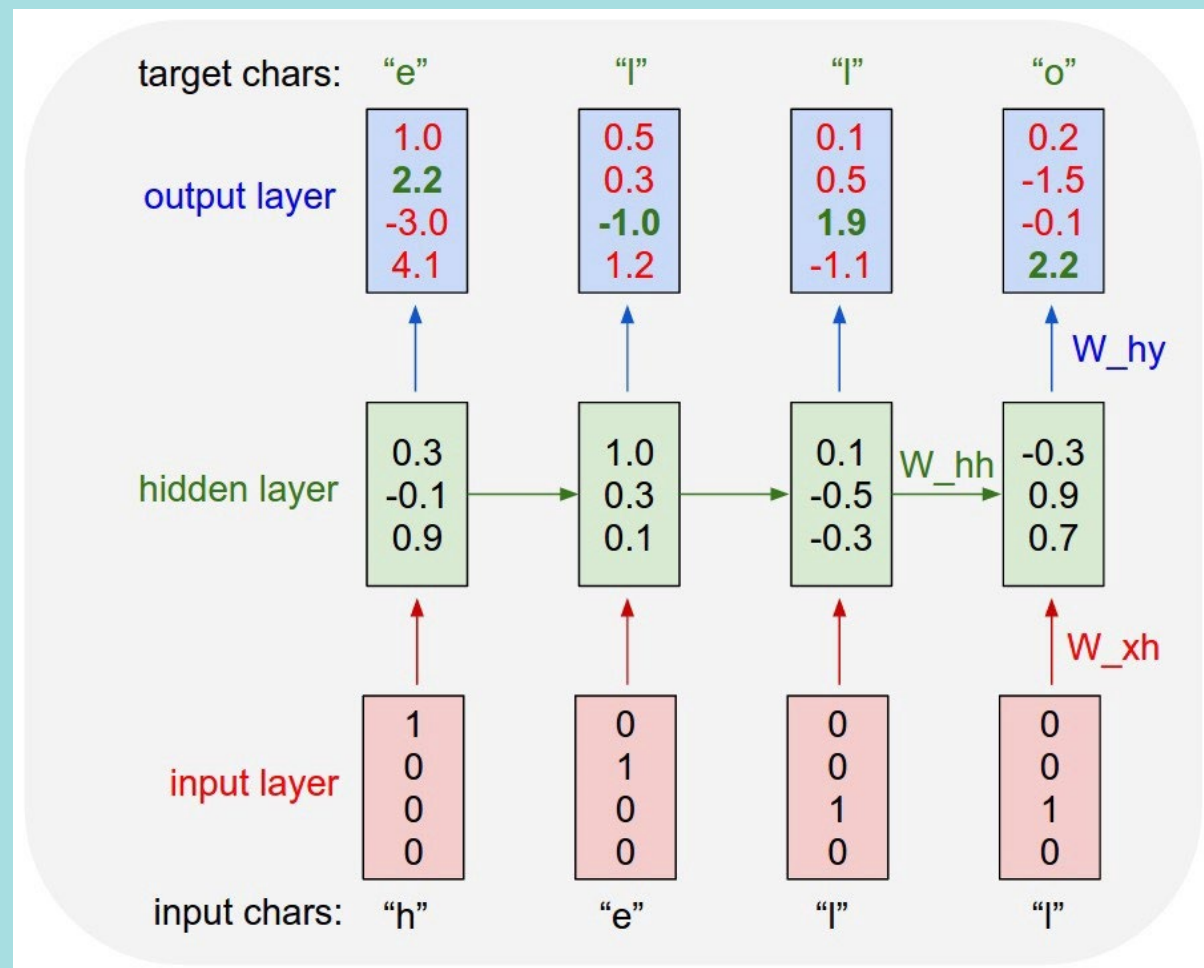 target chars: “e” “l” “l” “o”
1.0 0.5 0.1 0.2
output layer
2.2 0.3 0.5 -1.5
-3.0 -1.0 1.9 -0.1
4.1 1.2 -1.1 2.2
W_hy
hidden layer
0.3 1.0 0.1 W_hh -0.3
-0.1 0.3 -0.5 0.9
0.9 0.1 -0.3 0.7
W_xh
input layer
1 0 0 0
0 1 0 0
0 0 1 1
0 0 0 0
input chars: “h” “e” “l” “l”